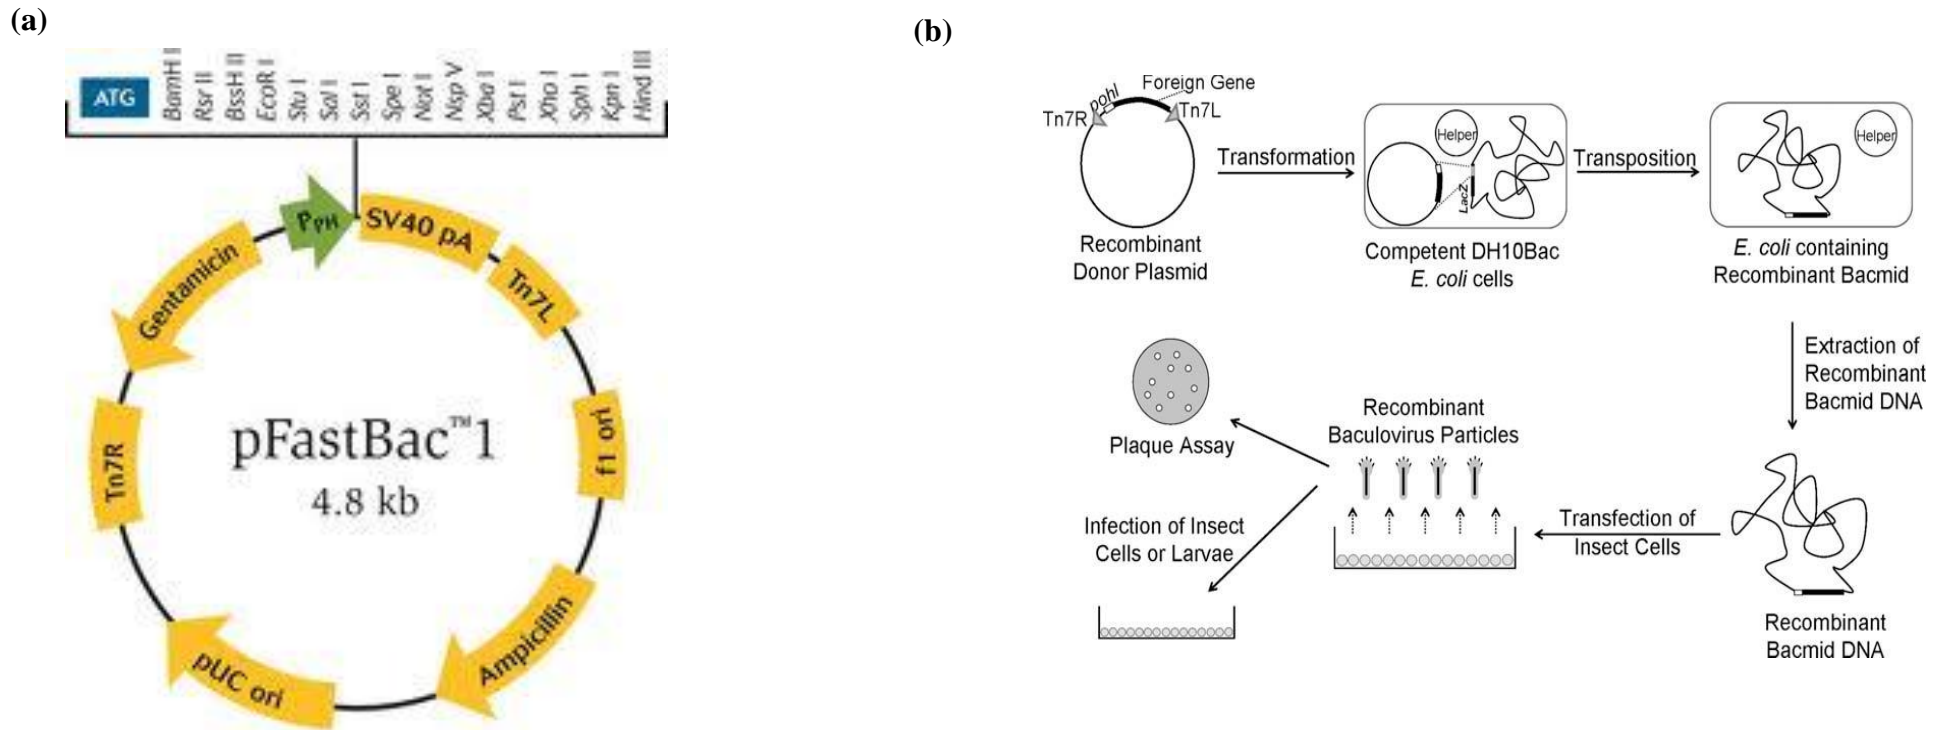 (a)
ATG
BamH I
Rsr II
BssH II
EcoR I
Stu I
Sal I
Sst I
Spe I
Not I
Nsp V
Xba I
Pst I
Xho I
Sph I
Kpn I
Hind III
PPH
SV40 pA
Tn7L
f1 ori
Ampicillin
pUC ori
Tn7R
Gentamicin
pFastBac™1
4.8 kb
(b)
Foreign Gene
pohl
Tn7R
Tn7L
Recombinant
Donor Plasmid
Transformation
Helper
LacZ
Competent DH10Bac
E. coli cells
Transposition
Helper
E. coli containing
Recombinant Bacmid
Extraction of
Recombinant
Bacmid DNA
Recombinant
Bacmid DNA
Transfection of
Insect Cells
Recombinant
Baculovirus Particles
Plaque Assay
Infection of Insect
Cells or Larvae